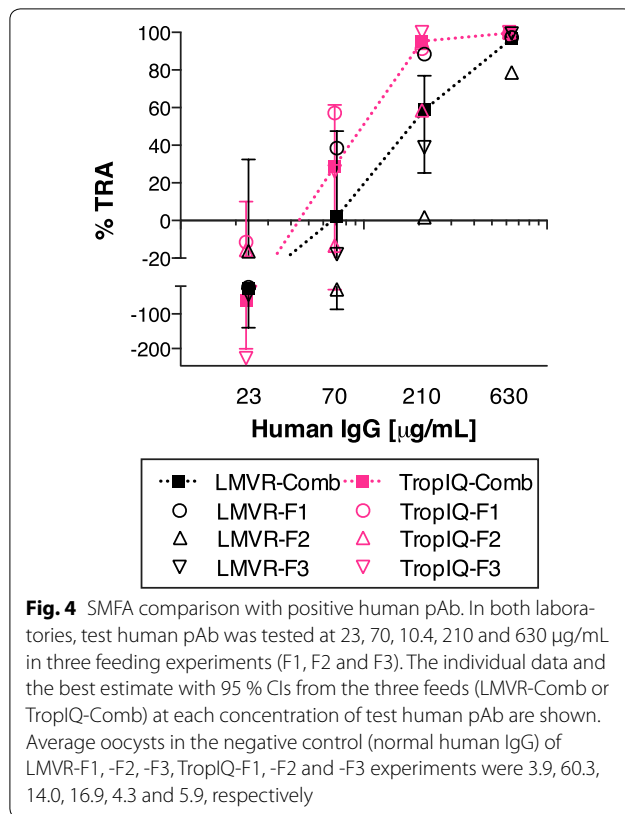 100
80
60
40
20
0
-20
-100
-200
% TRA
23 70 210 630
Human IgG [µg/mL]
LMVR-Comb TropIQ-Comb
LMVR-F1 TropIQ-F1
LMVR-F2 TropIQ-F2
LMVR-F3 TropIQ-F3
Fig. 4 SMFA comparison with positive human pAb. In both labora-
tories, test human pAb was tested at 23, 70, 10.4, 210 and 630 µg/mL
in three feeding experiments (F1, F2 and F3). The individual data and
the best estimate with 95 % CIs from the three feeds (LMVR-Comb or
TropIQ-Comb) at each concentration of test human pAb are shown.
Average oocysts in the negative control (normal human IgG) of
LMVR-F1, -F2, -F3, TropIQ-F1, -F2 and -F3 experiments were 3.9, 60.3,
14.0, 16.9, 4.3 and 5.9, respectively